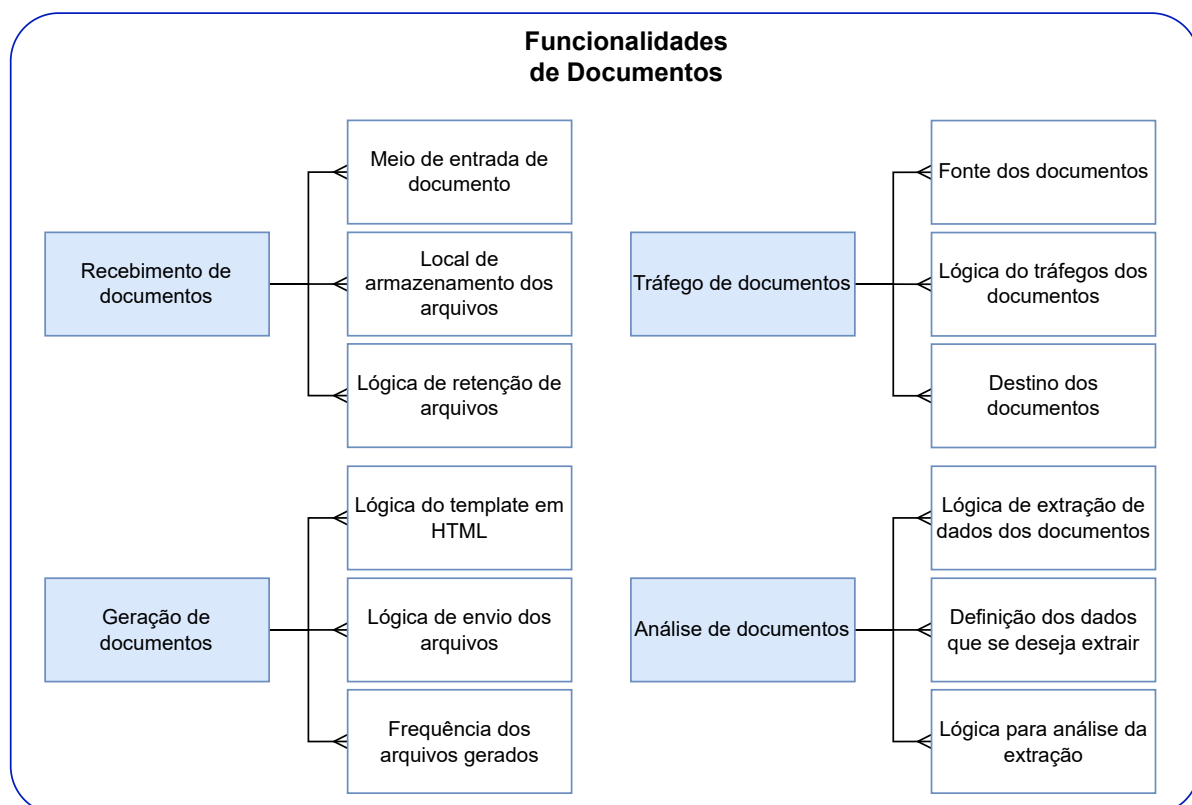 Funcionalidades
de Documentos
Recebimento de
documentos
Meio de entrada de
documento
Local de
armazenamento dos
arquivos
Lógica de retenção de
arquivos
Tráfego de documentos
Fonte dos documentos
Lógica do tráfegos dos
documentos
Destino dos
documentos
Geração de
documentos
Lógica do template em
HTML
Lógica de envio dos
arquivos
Frequência dos
arquivos gerados
Análise de documentos
Lógica de extração de
dados dos documentos
Definição dos dados
que se deseja extrair
Lógica para análise da
extração